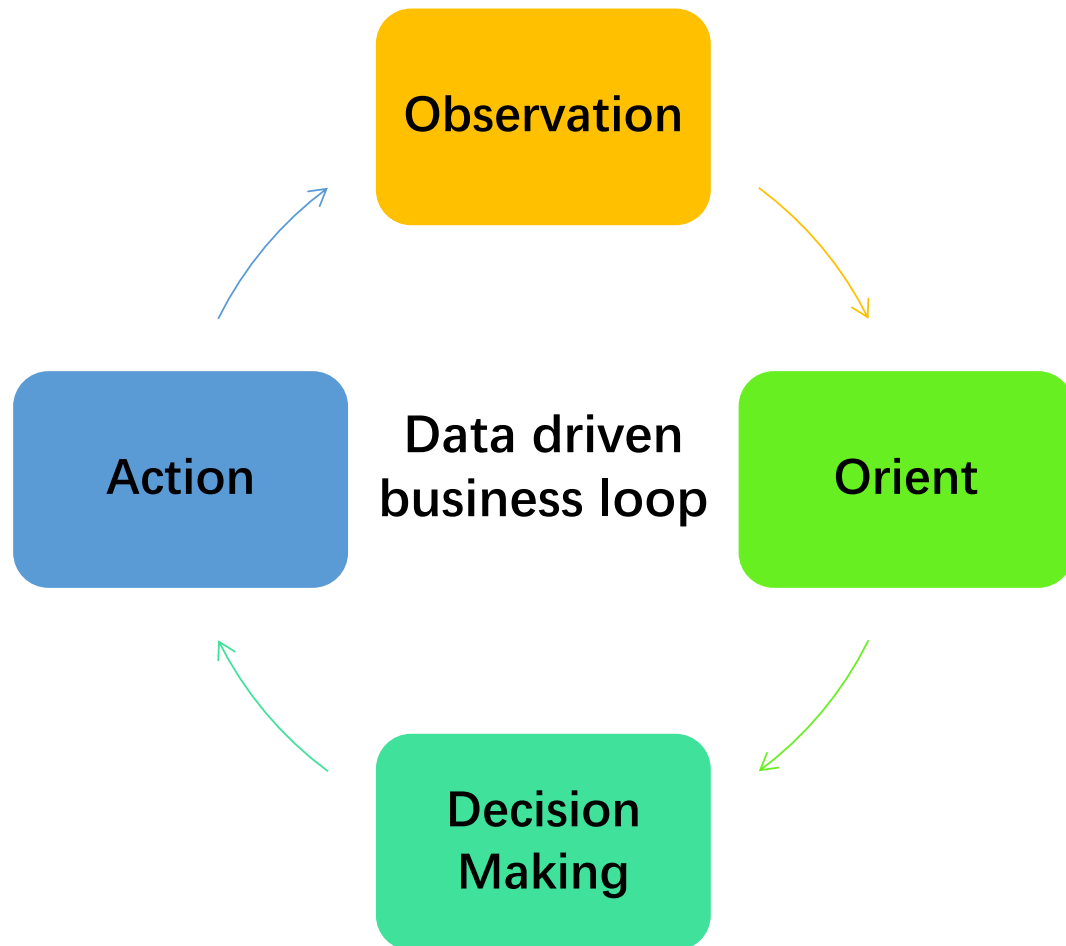 Observation
Data driven
business loop
Action
Orient
Decision
Making